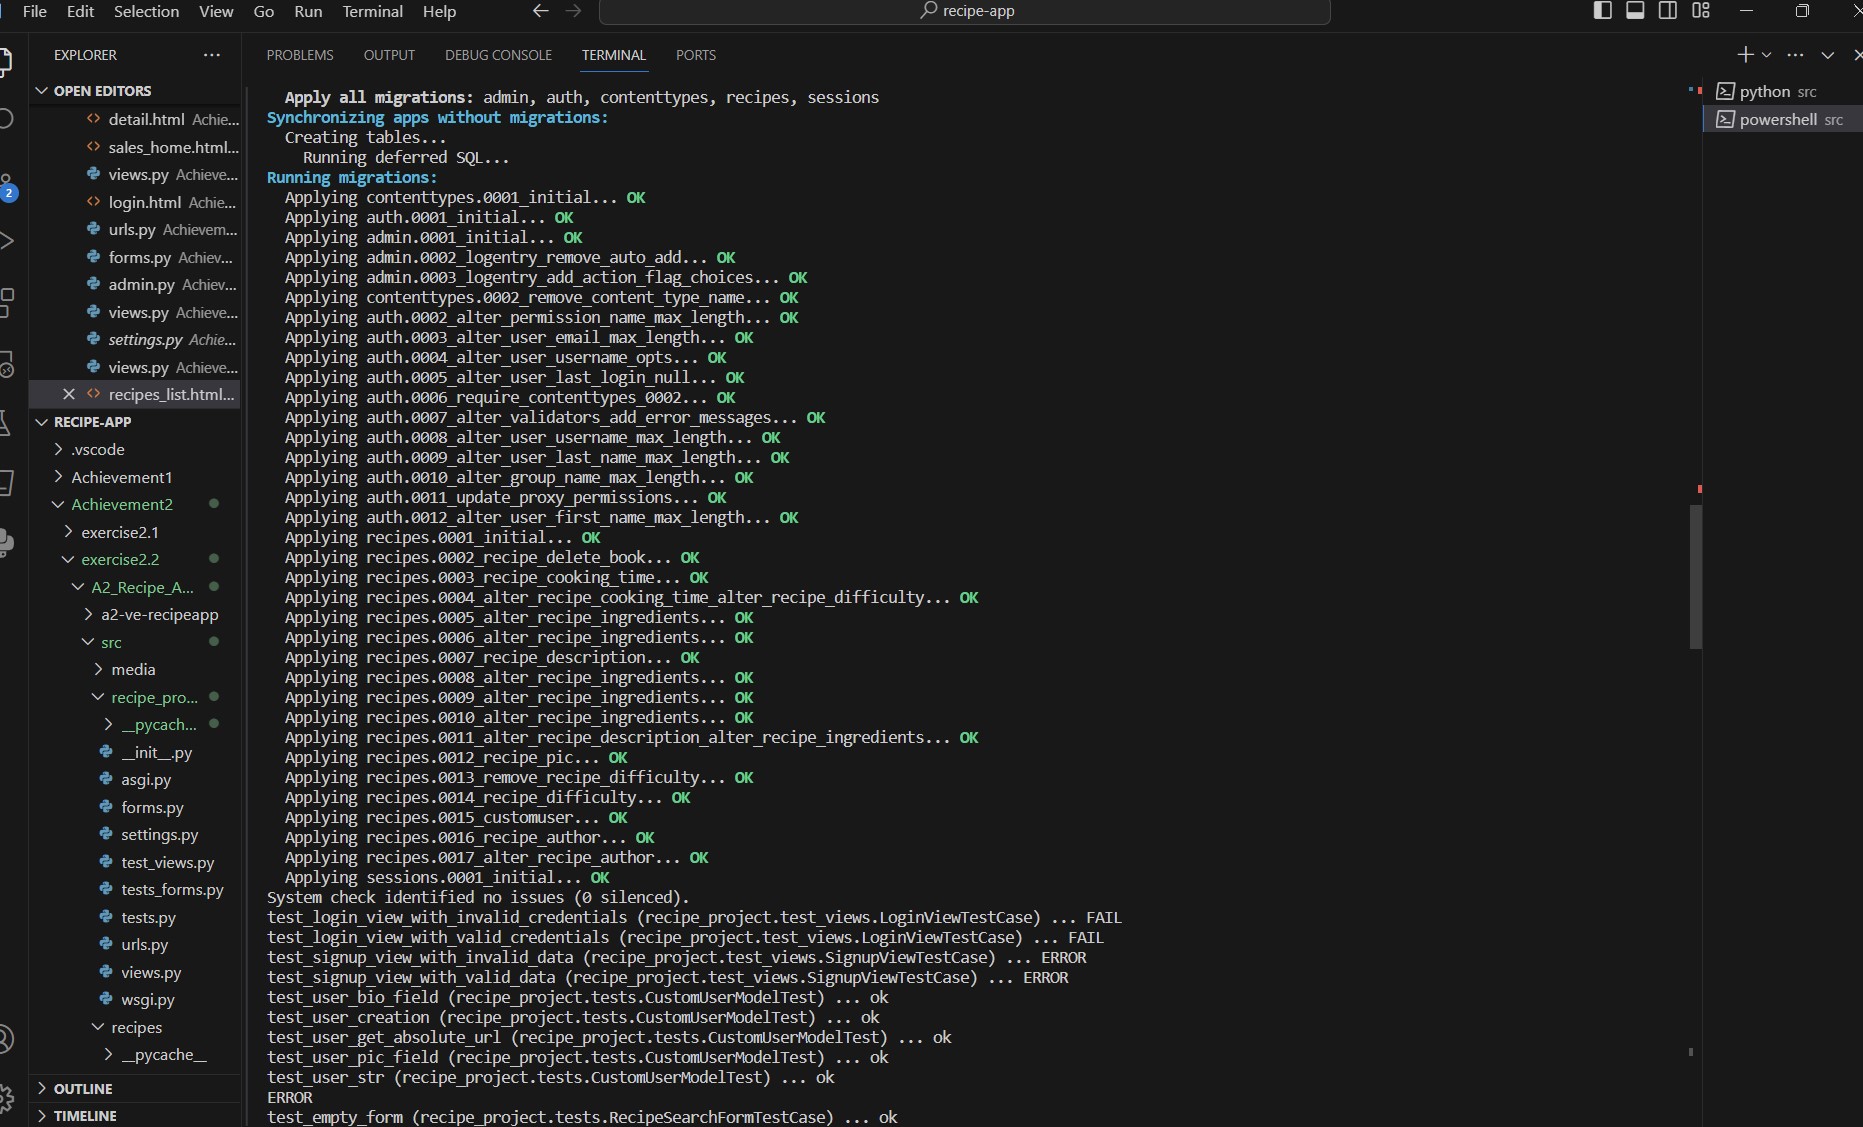 File Edit Selection View Go Run Terminal Help
recipe-app
EXPLORER
OPEN EDITORS
detail.html Achie...
sales_home.html...
views.py Achieve...
login.html Achie...
urls.py Achievem...
forms.py Achiev...
admin.py Achiev...
views.py Achieve...
settings.py Achie...
views.py Achieve...
recipes_list.html...
RECIPE-APP
.vscode
Achievement1
Achievement2
exercise2.1
exercise2.2
A2_Recipe_A...
a2-ve-recipeapp
src
media
recipe_pro...
__pycach...
__init__.py
asgi.py
forms.py
settings.py
test_views.py
tests_forms.py
tests.py
urls.py
views.py
wsgi.py
recipes
__pycache__
OUTLINE
TIMELINE
2
PROBLEMS OUTPUT DEBUG CONSOLE TERMINAL PORTS
Apply all migrations: admin, auth, contenttypes, recipes, sessions
Synchronizing apps without migrations:
Creating tables...
Running deferred SQL...
Running migrations:
Applying contenttypes.0001_initial... OK
Applying auth.0001_initial... OK
Applying admin.0001_initial... OK
Applying admin.0002_logentry_remove_auto_add... OK
Applying admin.0003_logentry_add_action_flag_choices... OK
Applying contenttypes.0002_remove_content_type_name... OK
Applying auth.0002_alter_permission_name_max_length... OK
Applying auth.0003_alter_user_email_max_length... OK
Applying auth.0004_alter_user_username_opts... OK
Applying auth.0005_alter_user_last_login_null... OK
Applying auth.0006_require_contenttypes_0002... OK
Applying auth.0007_alter_validators_add_error_messages... OK
Applying auth.0008_alter_user_username_max_length... OK
Applying auth.0009_alter_user_last_name_max_length... OK
Applying auth.0010_alter_group_name_max_length... OK
Applying auth.0011_update_proxy_permissions... OK
Applying auth.0012_alter_user_first_name_max_length... OK
Applying recipes.0001_initial... OK
Applying recipes.0002_recipe_delete_book... OK
Applying recipes.0003_recipe_cooking_time... OK
Applying recipes.0004_alter_recipe_cooking_time_alter_recipe_difficulty... OK
Applying recipes.0005_alter_recipe_ingredients... OK
Applying recipes.0006_alter_recipe_ingredients... OK
Applying recipes.0007_recipe_description... OK
Applying recipes.0008_alter_recipe_ingredients... OK
Applying recipes.0009_alter_recipe_ingredients... OK
Applying recipes.0010_alter_recipe_ingredients... OK
Applying recipes.0011_alter_recipe_description_alter_recipe_ingredients... OK
Applying recipes.0012_recipe_pic... OK
Applying recipes.0013_remove_recipe_difficulty... OK
Applying recipes.0014_recipe_difficulty... OK
Applying recipes.0015_customuser... OK
Applying recipes.0016_recipe_author... OK
Applying recipes.0017_alter_recipe_author... OK
Applying sessions.0001_initial... OK
System check identified no issues (0 silenced).
test_login_view_with_invalid_credentials (recipe_project.test_views.LoginViewTestCase) ... FAIL
test_login_view_with_valid_credentials (recipe_project.test_views.LoginViewTestCase) ... FAIL
test_signup_view_with_invalid_data (recipe_project.test_views.SignupViewTestCase) ... ERROR
test_signup_view_with_valid_data (recipe_project.test_views.SignupViewTestCase) ... ERROR
test_user_bio_field (recipe_project.tests.CustomUserModelTest) ... ok
test_user_creation (recipe_project.tests.CustomUserModelTest) ... ok
test_user_get_absolute_url (recipe_project.tests.CustomUserModelTest) ... ok
test_user_pic_field (recipe_project.tests.CustomUserModelTest) ... ok
test_user_str (recipe_project.tests.CustomUserModelTest) ... ok
ERROR
test_empty_form (recipe_project.tests.RecipeSearchFormTestCase) ... ok
python src
powershell src